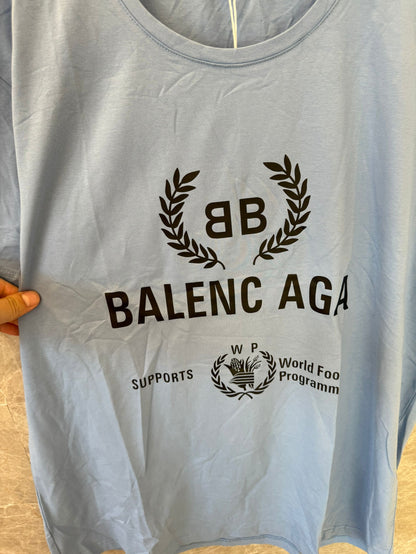 BB
BALENC AGA
W P
SUPPORTS
World Foo
Programm